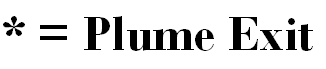 * = Plume Exit